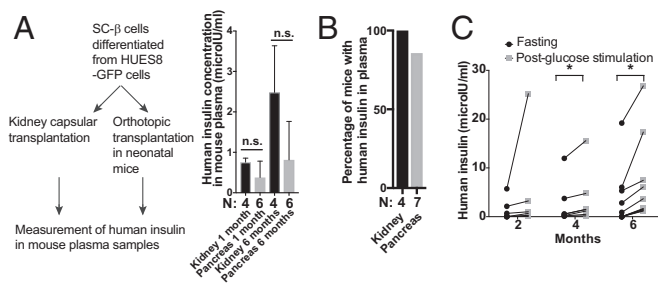 A
SC-β cells
differentiated
from HUES8
-GFP cells
Kidney capsular
transplantation
Orthotopic
transplantation
in neonatal
mice
Measurement of human insulin
in mouse plasma samples
Human insulin concentration
in mouse plasma (microIU/ml)
4
3
2
1
0
n.s.
n.s.
N: 4 6 4 6
Kidney 1 month
Pancreas 1 month
Kidney 6 months
Pancreas 6 months
B
Percentage of mice with
human insulin in plasma
100
50
0
N: 4 7
Kidney
Pancreas
C
Fasting
Post-glucose stimulation
Human insulin (microIU/ml)
30
20
10
0
*
*
2 4 6
Months